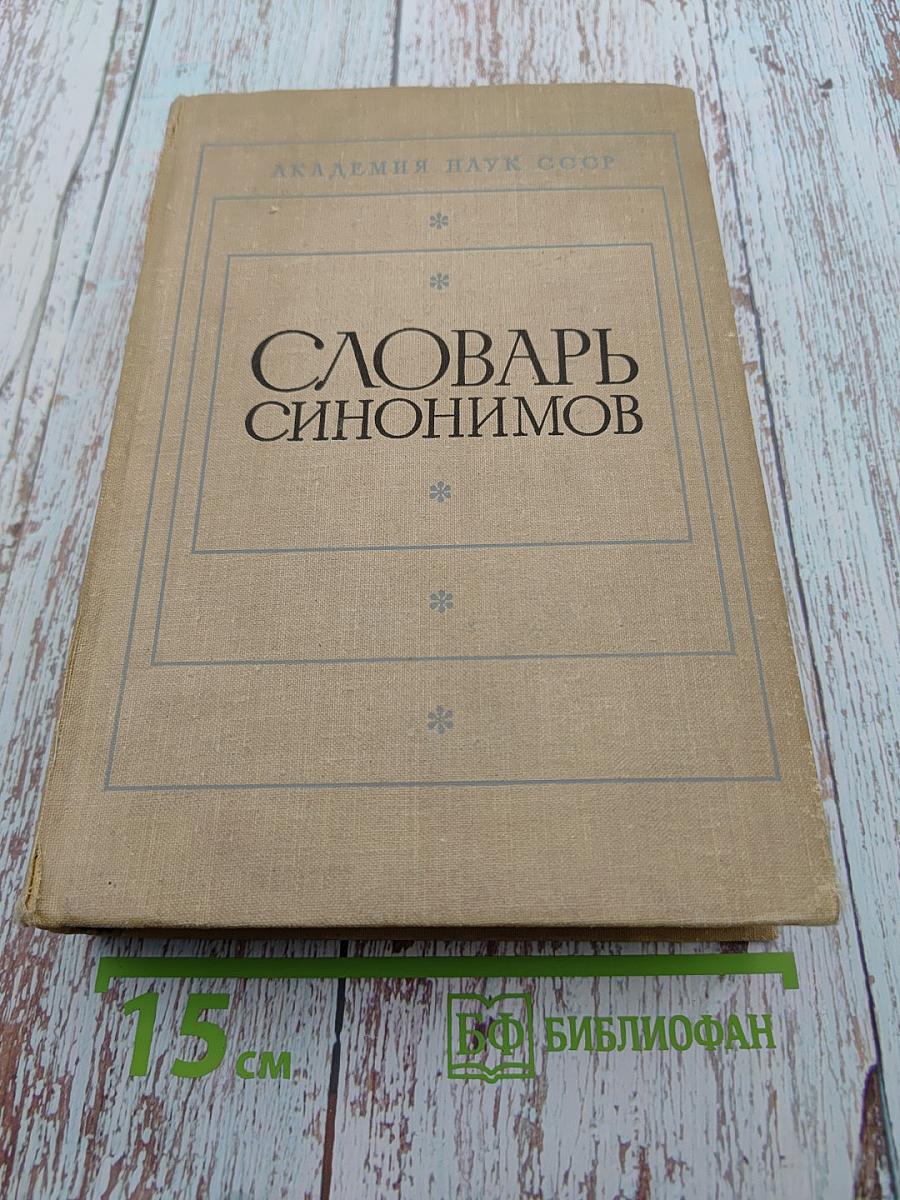 АКАДЕМИЯ НАУК СССР
СЛОВАРЬ
СИНОНИМОВ
15 см
БФ БИБЛИОФАН